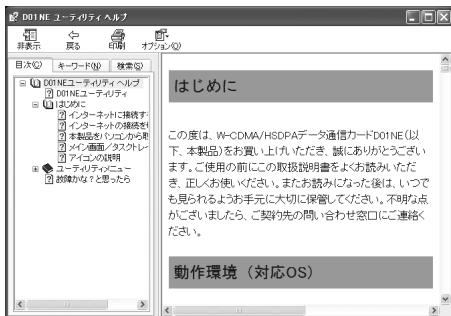 D01NE ユーティリティ ヘルプ
非表示 戻る 印刷 オプション(O)
目次(C) キーワード(N) 検索(S)
D01NEユーティリティ ヘルプ
D01NEユーティリティ
はじめに
インターネットに接続す
インターネットの接続を
本製品をパソコンから取
メイン画面/タスクトレ
アイコンの説明
ユーティリティメニュー
故障かな?と思ったら
はじめに
この度は、W-CDMA/HSDPAデータ通信カードD01NE(以
下、本製品)をお買い上げいただき、誠にありがとうござい
ます。ご使用の前にこの取扱説明書をよくお読みいただ
き、正しくお使いください。またお読みになった後は、いつで
も見られるようお手元に大切に保管してください。不明な点
がございましたら、ご契約先の問い合わせ窓口にご連絡く
ださい。
動作環境(対応OS)